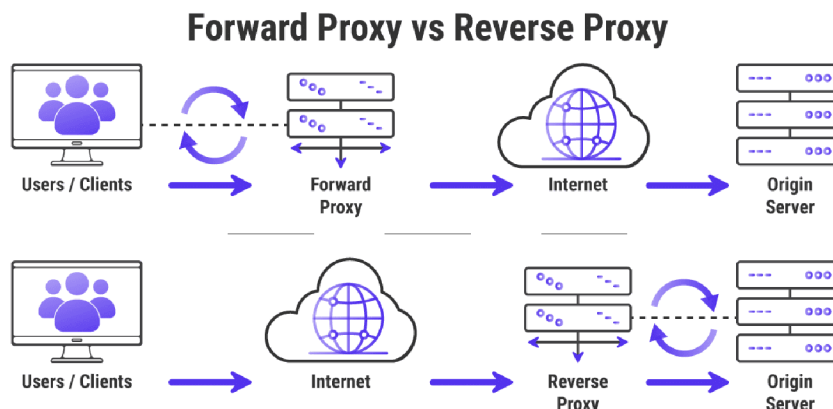 Forward Proxy vs Reverse Proxy
Users / Clients
Forward
Proxy
Internet
Origin
Server
Users / Clients
Internet
Reverse
Proxy
Origin
Server